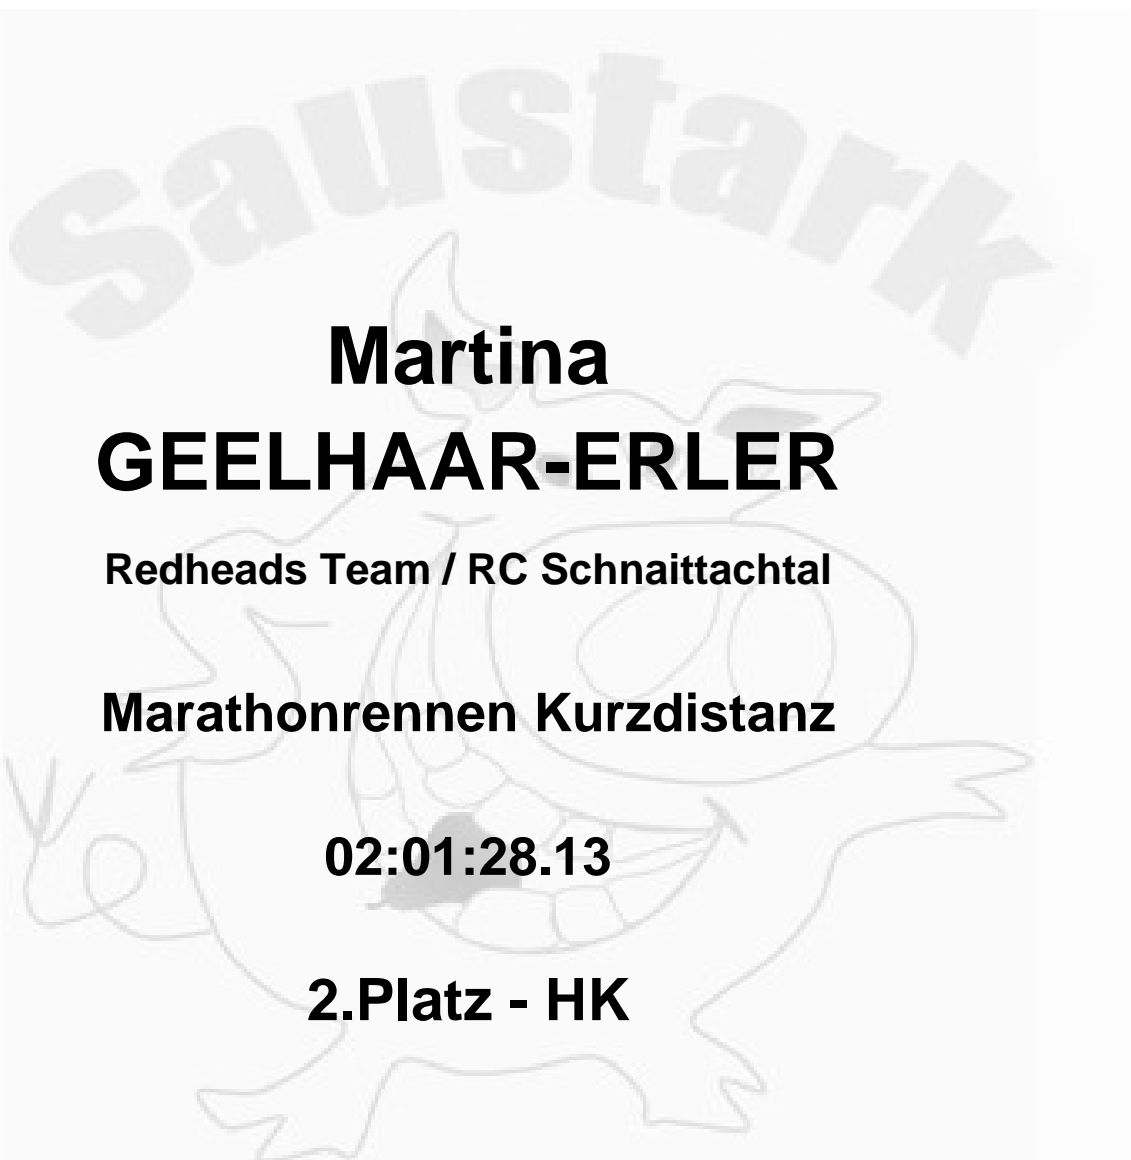 Saustark
Martina
GEELHAAR-ERLER
Redheads Team / RC Schnaittachtal
Marathonrennen Kurzdistanz
02:01:28.13
2.Platz - HK